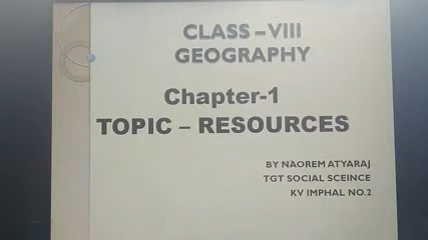 CLASS – VIII
GEOGRAPHY
Chapter-1
TOPIC – RESOURCES
BY NAOREM ATYARAJ
TGT SOCIAL SCEINCE
KV IMPHAL NO.2